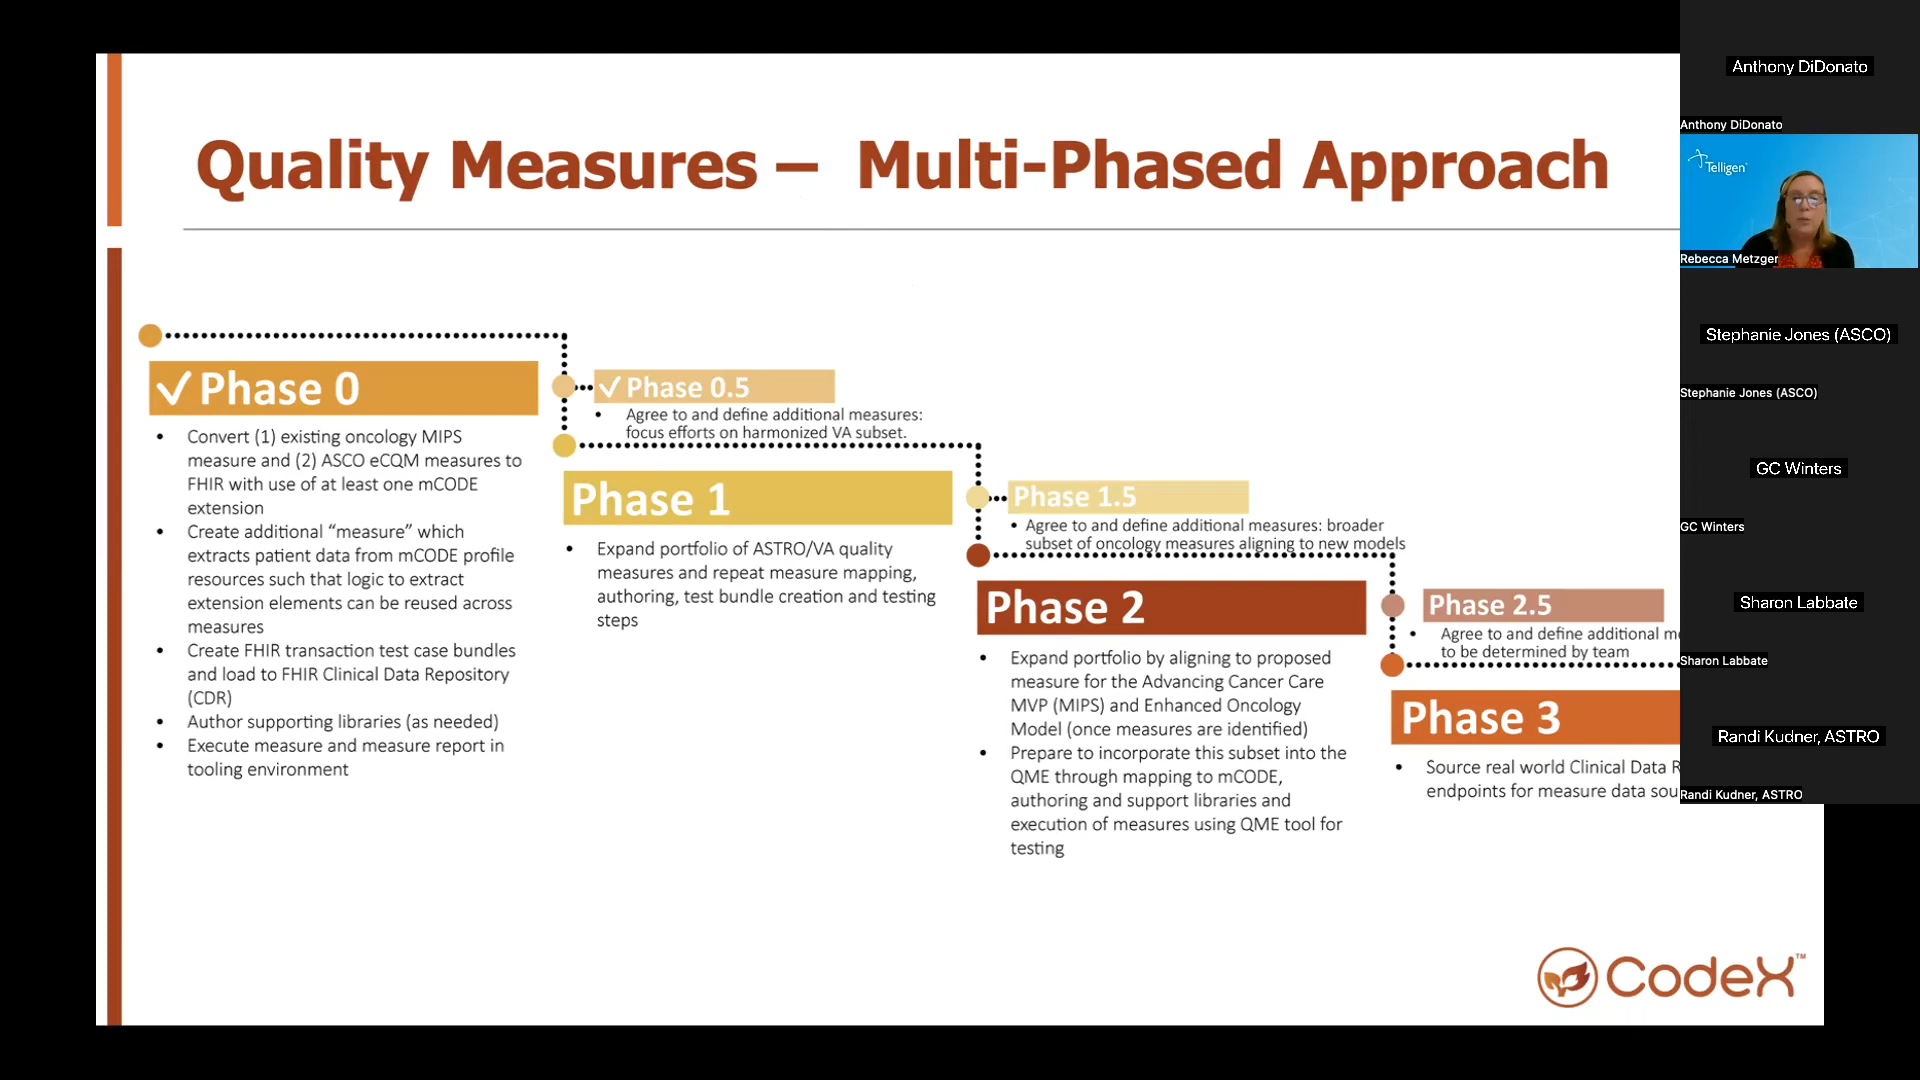 Quality Measures – Multi-Phased Approach
✓ Phase 0
• Convert (1) existing oncology MIPS
measure and (2) ASCO eCQM measures to
FHIR with use of at least one mCODE
extension
• Create additional “measure” which
extracts patient data from mCODE profile
resources such that logic to extract
extension elements can be reused across
measures
• Create FHIR transaction test case bundles
and load to FHIR Clinical Data Repository
(CDR)
• Author supporting libraries (as needed)
• Execute measure and measure report in
tooling environment
✓ Phase 0.5
• Agree to and define additional measures:
focus efforts on harmonized VA subset.
Phase 1
• Expand portfolio of ASTRO/VA quality
measures and repeat measure mapping,
authoring, test bundle creation and testing
steps
Phase 1.5
• Agree to and define additional measures: broader
subset of oncology measures aligning to new models
Phase 2
• Expand portfolio by aligning to proposed
measure for the Advancing Cancer Care
MVP (MIPS) and Enhanced Oncology
Model (once measures are identified)
• Prepare to incorporate this subset into the
QME through mapping to mCODE,
authoring and support libraries and
execution of measures using QME tool for
testing
Phase 2.5
• Agree to and define additional
to be determined by team
Phase 3
• Source real world Clinical Data
endpoints for measure data
CodeX™
Anthony DiDonato
Anthony DiDonato
Telligen
Rebecca Metzger
Stephanie Jones (ASCO)
Stephanie Jones (ASCO)
GC Winters
GC Winters
Sharon Labbate
Sharon Labbate
Randi Kudner, ASTRO
Randi Kudner, ASTRO